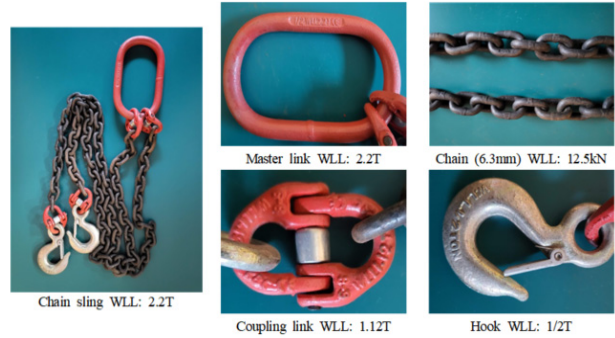 Master link WLL: 2.2T
Chain (6.3mm) WLL: 12.5kN
Chain sling WLL: 2.2T
Coupling link WLL: 1.12T
Hook WLL: 1/2T